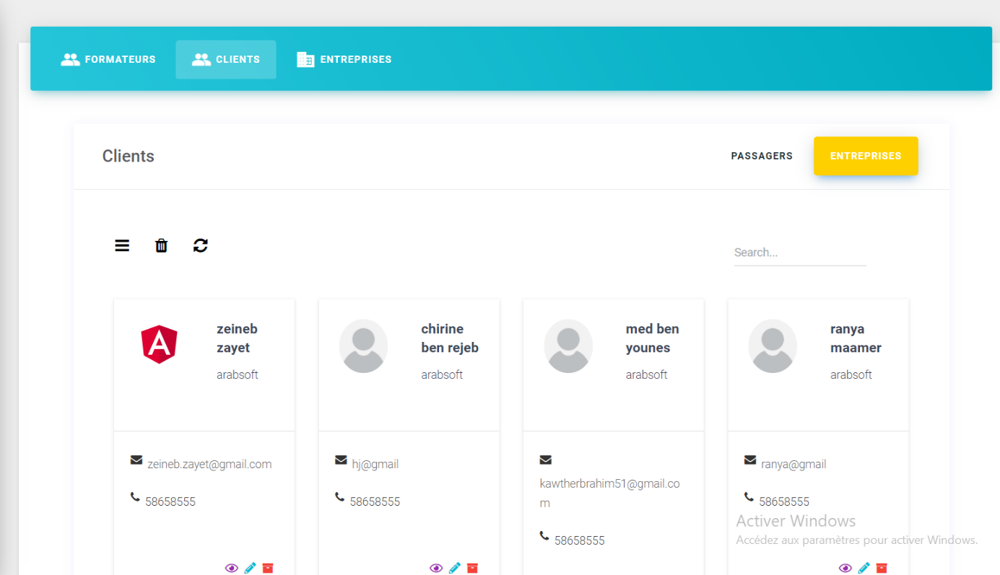 FORMATEURS
CLIENTS
ENTREPRISES
Clients
PASSAGERS
ENTREPRISES
Search...
zeineb
zayet
arabsoft
zeineb.zayet@gmail.com
58658555
chirine
ben rejeb
arabsoft
hj@gmail
58658555
med ben
younes
arabsoft
kawtherbrahim51@gmail.co
m
58658555
ranya
maamer
arabsoft
ranya@gmail
58658555
Activer Windows
Accédez aux paramètres pour activer Windows.